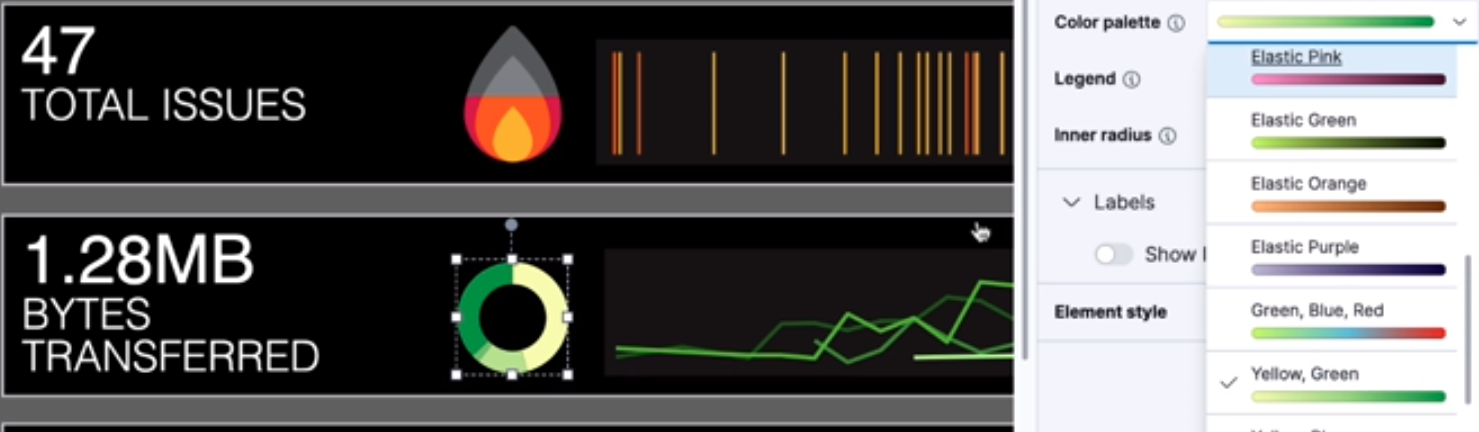 47
TOTAL ISSUES
1.28MB
BYTES
TRANSFERRED
Color palette
Legend
Inner radius
Labels
Show
Element style
Elastic Pink
Elastic Green
Elastic Orange
Elastic Purple
Green, Blue, Red
Yellow, Green